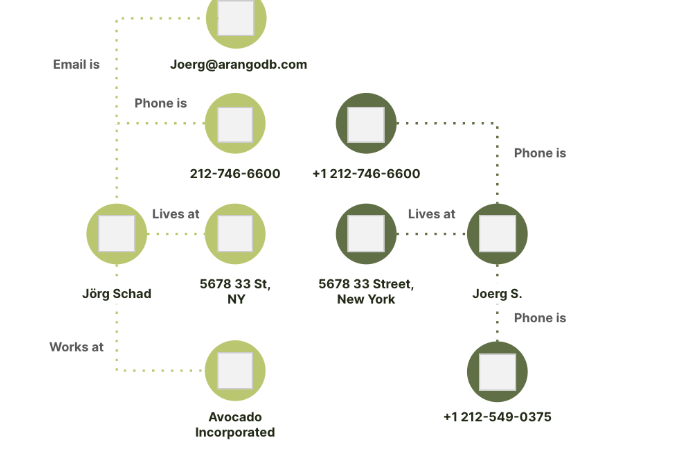 Email is
Joerg@arangodb.com
Phone is
212-746-6600
+1 212-746-6600
Phone is
Lives at
Lives at
5678 33 St,
NY
5678 33 Street,
New York
Jörg Schad
Joerg S.
Phone is
Works at
Avocado
Incorporated
+1 212-549-0375